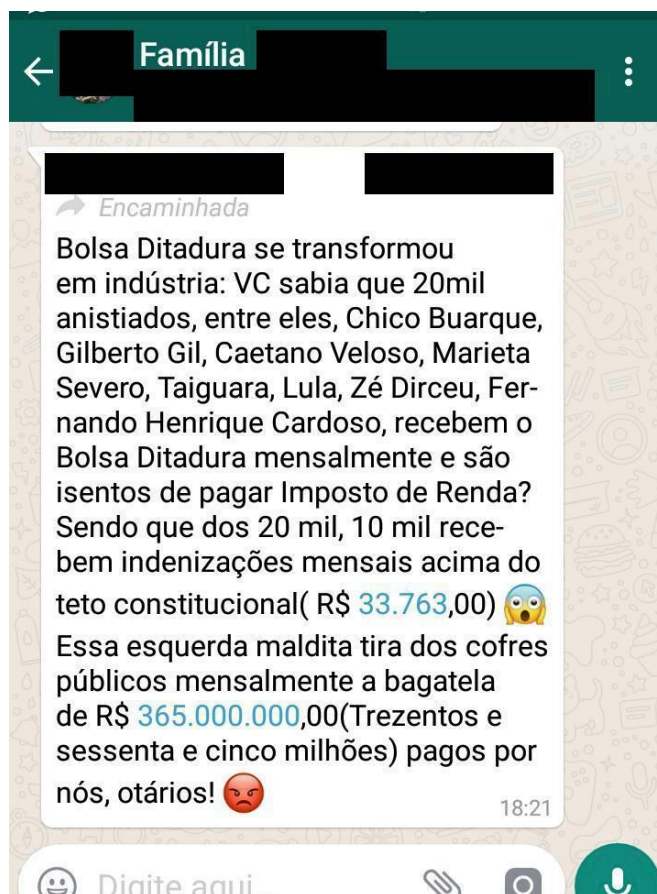 Família
Encaminhada
Bolsa Ditadura se transformou
em indústria: VC sabia que 20mil
anistiados, entre eles, Chico Buarque,
Gilberto Gil, Caetano Veloso, Marieta
Severo, Taiguara, Lula, Zé Dirceu, Fer-
nando Henrique Cardoso, recebem o
Bolsa Ditadura mensalmente e são
isentos de pagar Imposto de Renda?
Sendo que dos 20 mil, 10 mil rece-
bem indenizações mensais acima do
teto constitucional( R$ 33.763,00) 😱
Essa esquerda maldita tira dos cofres
públicos mensalmente a bagatela
de R$ 365.000.000,00(Trezentos e
sessenta e cinco milhões) pagos por
nós, otários! 😡
18:21
Digite aqui...